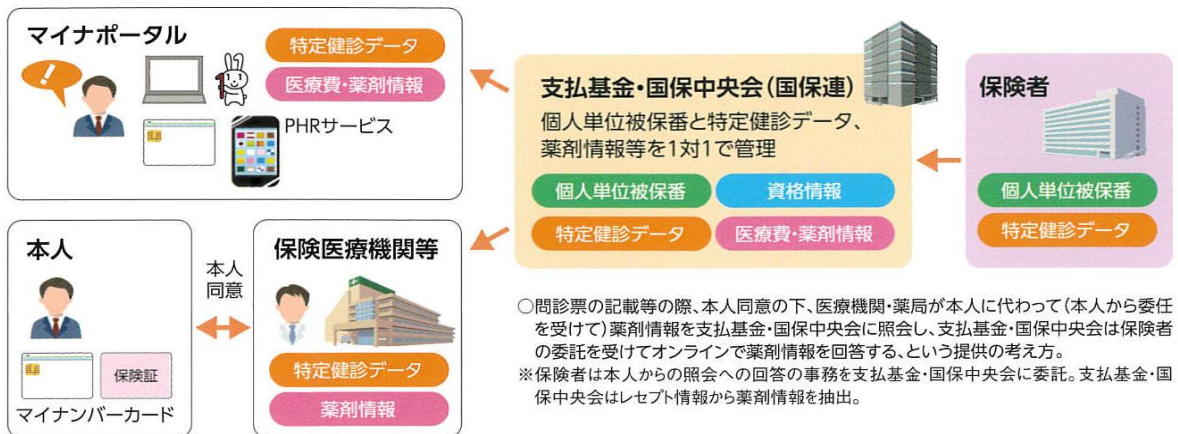 マイナポータル
特定健診データ
医療費・薬剤情報
PHRサービス
支払基金・国保中央会(国保連)
個人単位被保番と特定健診データ、
薬剤情報等を1対1で管理
個人単位被保番
資格情報
特定健診データ
医療費・薬剤情報
保険者
個人単位被保番
特定健診データ
本人
保険証
マイナンバーカード
本人
同意
保険医療機関等
特定健診データ
薬剤情報
○問診票の記載等の際、本人同意の下、医療機関・薬局が本人に代わって(本人から委任
を受けて)薬剤情報を支払基金・国保中央会に照会し、支払基金・国保中央会は保険者
の委託を受けてオンラインで薬剤情報を回答する、という提供の考え方。
※保険者は本人からの照会への回答の事務を支払基金・国保中央会に委託。支払基金・国
保中央会はレセプト情報から薬剤情報を抽出。